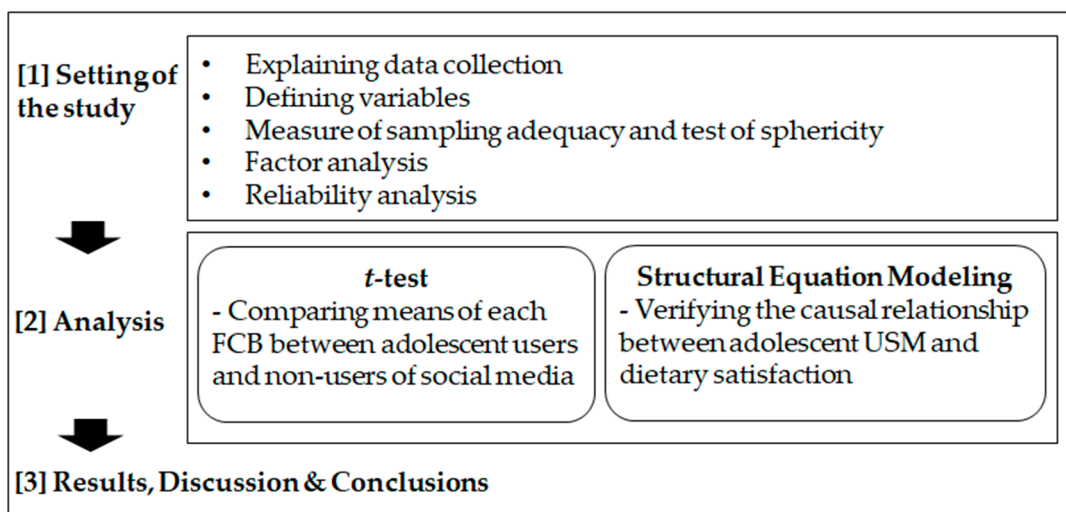 [1] Setting of
the study
• Explaining data collection
• Defining variables
• Measure of sampling adequacy and test of sphericity
• Factor analysis
• Reliability analysis
[2] Analysis
t-test
- Comparing means of each
FCB between adolescent users
and non-users of social media
Structural Equation Modeling
- Verifying the causal relationship
between adolescent USM and
dietary satisfaction
[3] Results, Discussion & Conclusions